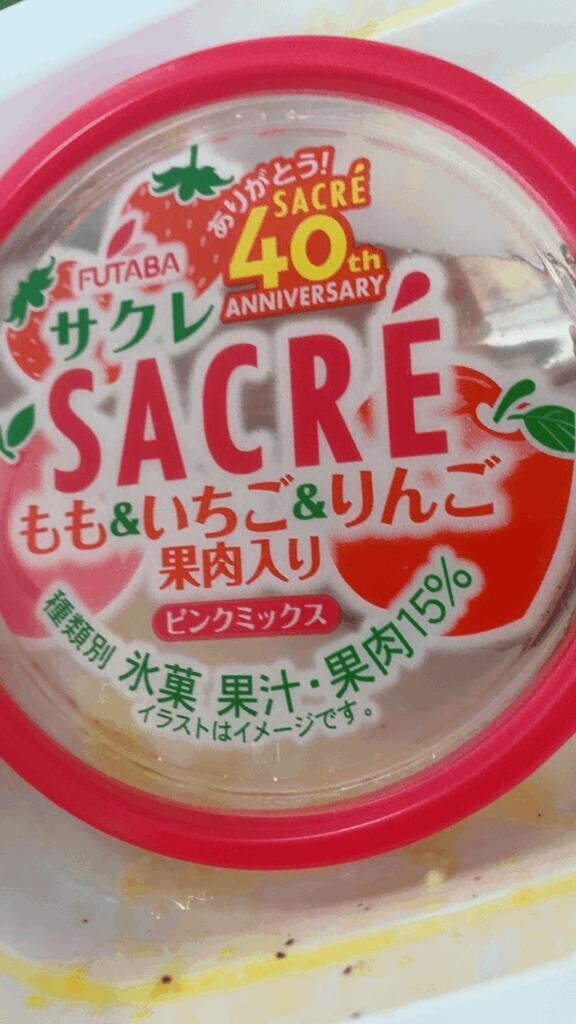 ありがとう!
SACRÉ
40th
ANNIVERSARY
FUTABA
サクレ
SACRÉ
もも&いちご&りんご
果肉入り
ピンクミックス
種類別 氷菓 果汁・果肉15%
イラストはイメージです。